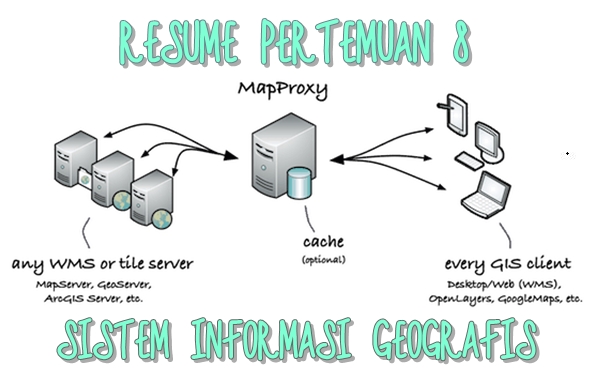 RESUME PERTEMUAN 8
MapProxy
cache
(optional)
any WMS or tile server
MapServer, GeoServer,
ArcGIS Server, etc.
every GIS client
Desktop/Web (WMS),
OpenLayers, GoogleMaps, etc.
SISTEM INFORMASI GEOGRAFIS